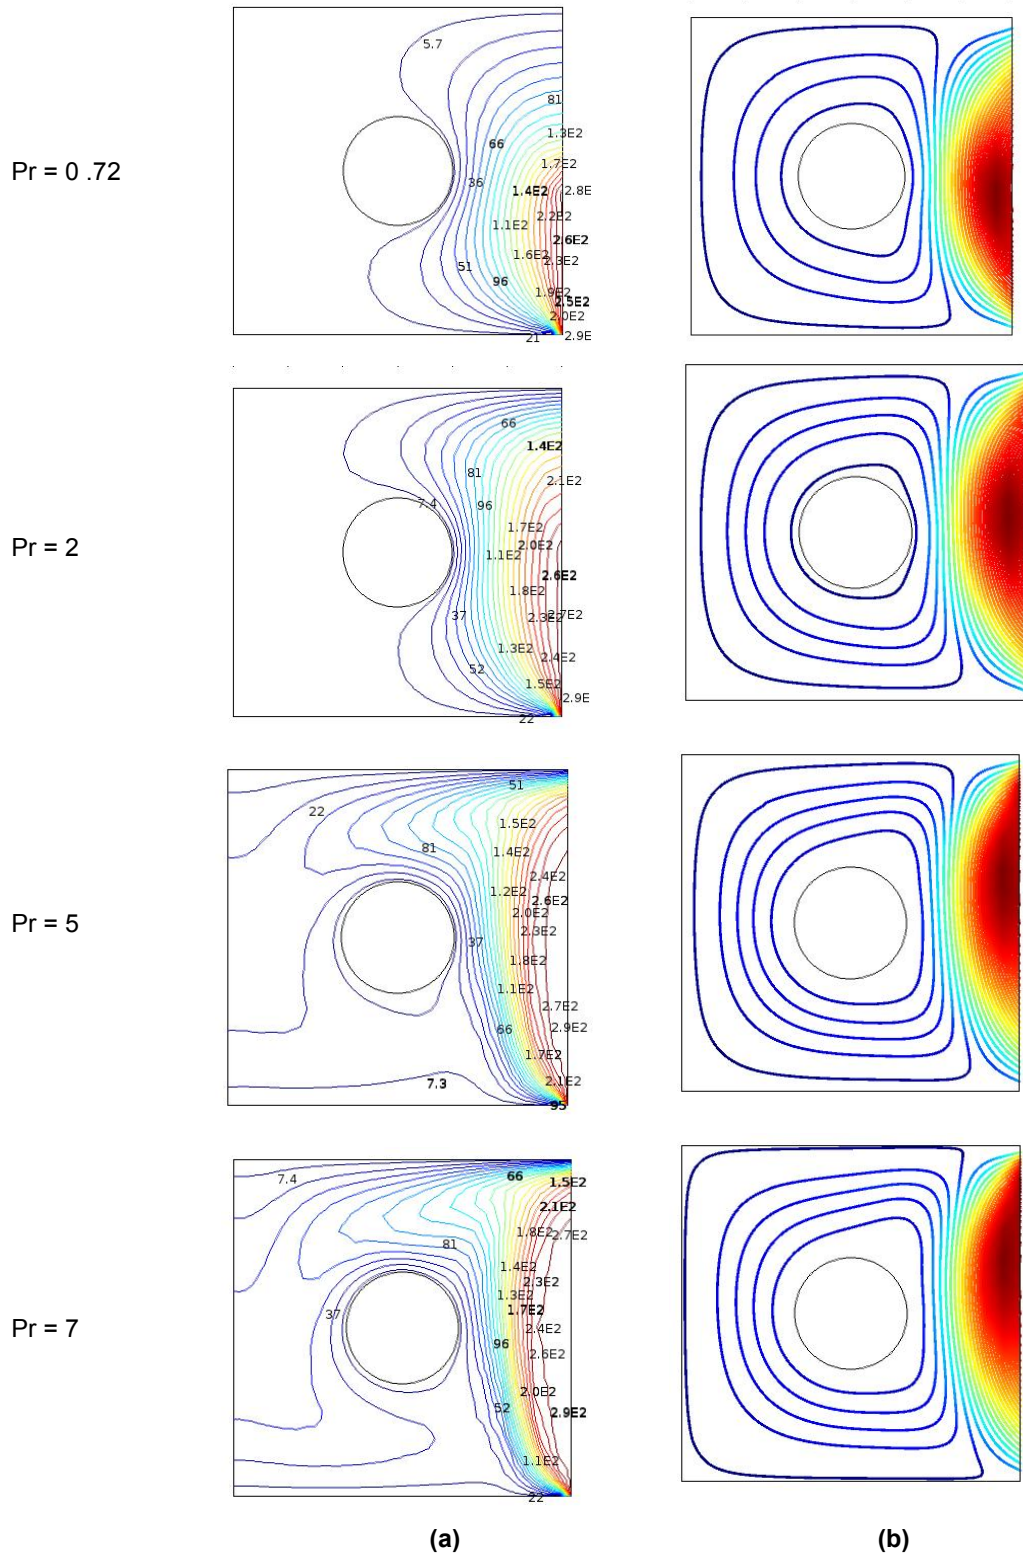 5.7
81
1.3E2
Pr = 0 .72
66
1.7E2
36
1.4E2
2.8E
2.2E2
1.1E2
2.6E2
1.6E2
2.3E2
51
96
1.9E2
2.5E2
2.0E2
21
2.9E
66
1.4E2
81
2.1E2
7.4
96
1.7E2
Pr = 2
2.0E2
1.1E2
2.6E2
1.8E2
37
2.3E2
2.7E2
1.3E2
2.4E2
52
1.5E2
2.9E
22
51
22
1.5E2
81
1.4E2
2.4E2
1.2E2
2.6E2
2.0E2
Pr = 5
2.3E2
37
1.8E2
1.1E2
2.7E2
66
2.9E2
1.7E2
7.3
2.1E2
95
7.4
66
1.5E2
2.1E2
1.8E2
2.7E2
81
1.4E2
2.3E2
1.3E2
37
1.7E2
Pr = 7
2.4E2
96
2.6E2
2.0E2
52
2.9E2
1.1E2
22
(a) (b)